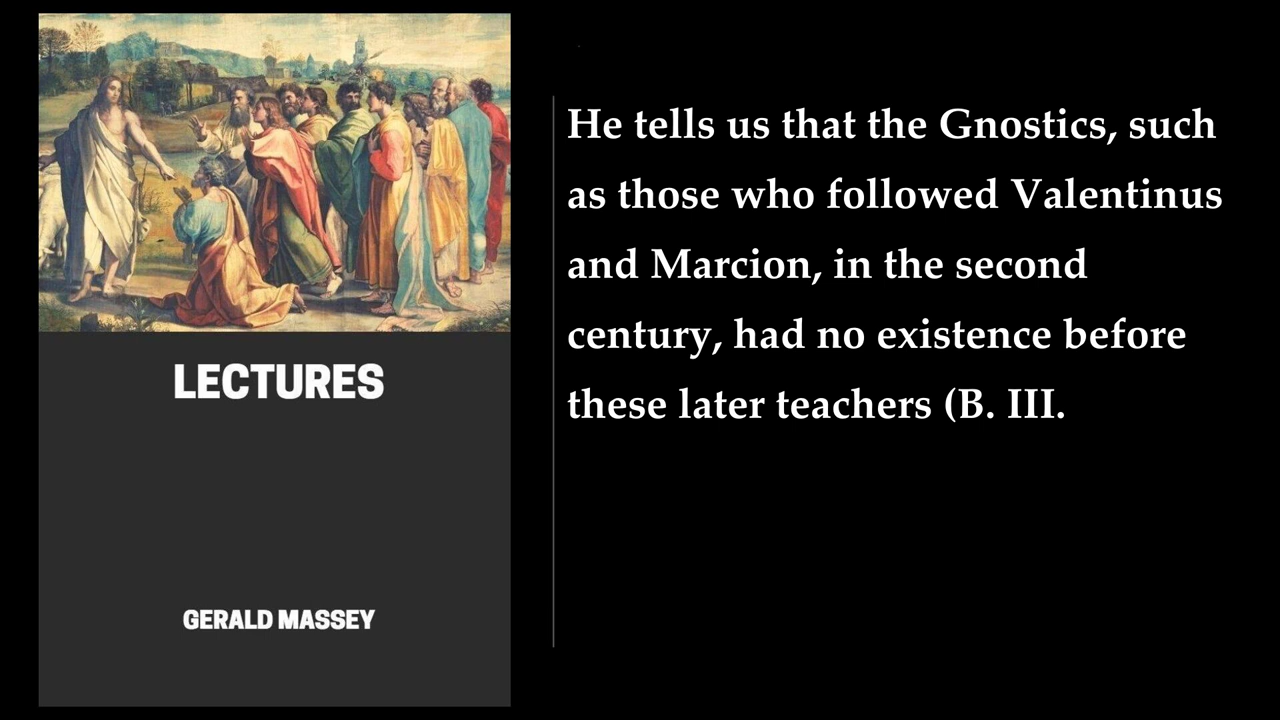 LECTURES
GERALD MASSEY
He tells us that the Gnostics, such
as those who followed Valentinus
and Marcion, in the second
century, had no existence before
these later teachers (B. III.